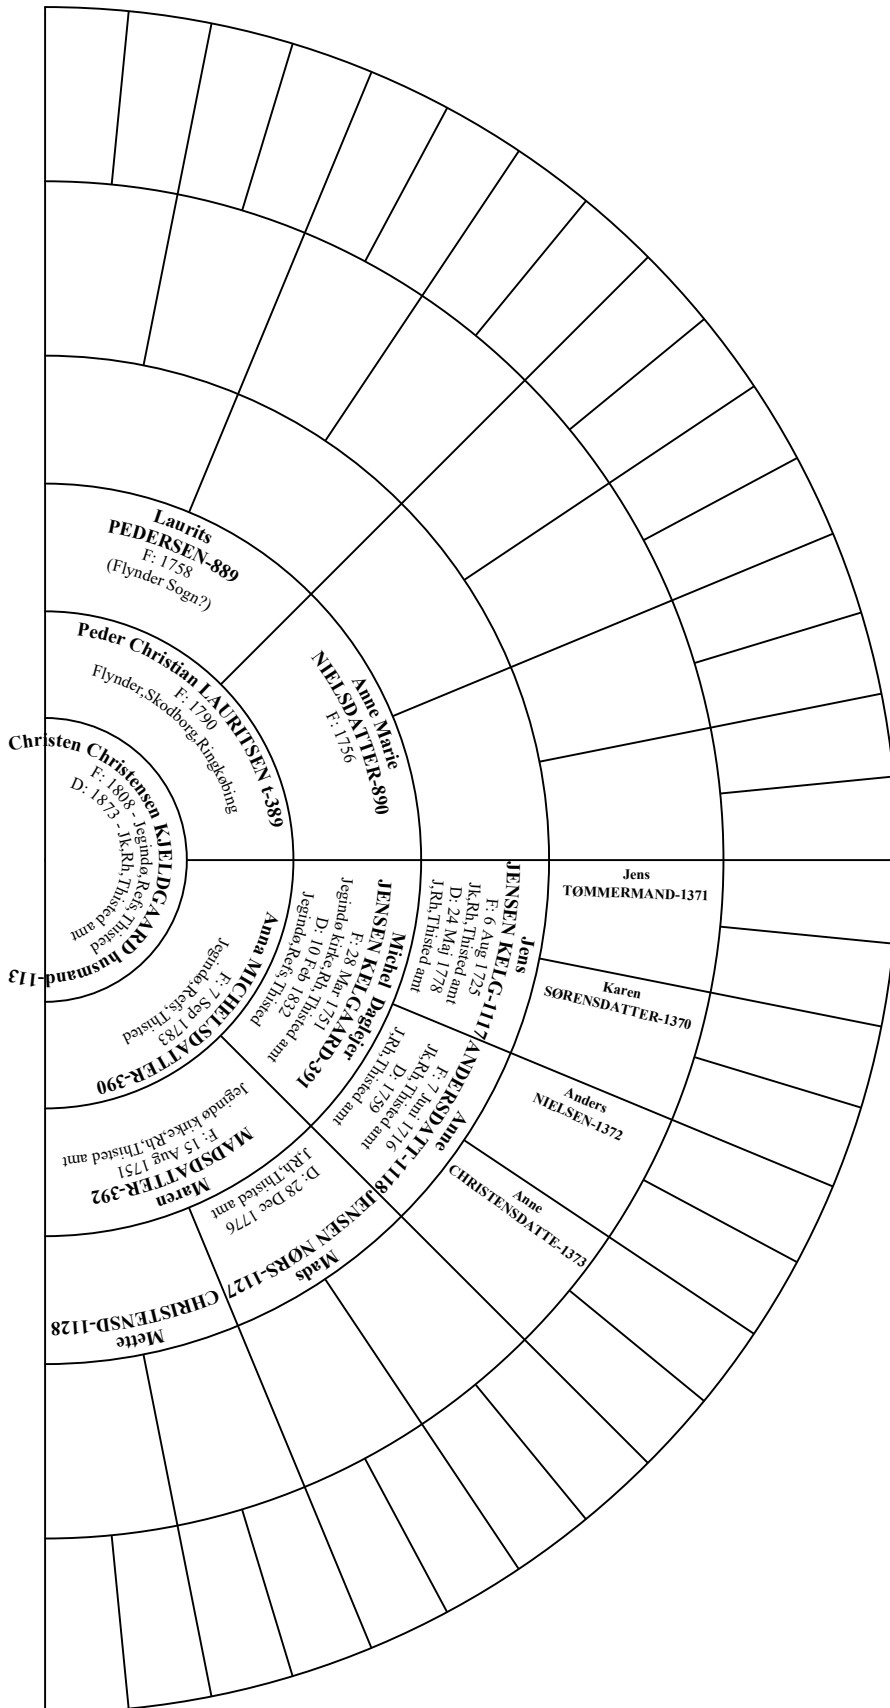 Christen Christensen KJELDGAARD husmand-113
F: 1808 - Jegindø,Refs,Thisted
D: 1873 - Jk,Rh,Thisted amt
Peder Christian LAURITSEN t-389
F: 1790
Flynder,Skodborg,Ringkøbing
Anna MICHELSDATTER-390
F: 7 Sep 1783
Jegindø,Refs,Thisted
Laurits
PEDERSEN-889
F: 1758
(Flynder Sogn?)
Anne Marie
NIELSDATTER-890
F: 1756
Michel Daglejer
JENSEN KELGAARD-391
F: 28 Mar 1751
Jegindø kirke,Rh,Thisted amt
D: 10 Feb 1832
Jegindø,Refs,Thisted
Maren
MADSDATTER-392
F: 15 Aug 1751
Jegindø kirke,Rh,Thisted amt
Jens
JENSEN KELG-1117
F: 6 Aug 1725
Jk,Rh,Thisted amt
D: 24 Maj 1778
J,Rh,Thisted amt
Anne
ANDERSDATT-1118
F: 7 Juni 1716
Jk,Rh,Thisted amt
D: 1759
J,Rh,Thisted amt
Mads
JENSEN NØRS-1127
D: 28 Dec 1776
J,Rh,Thisted amt
Mette
CHRISTENSD-1128
Jens
TØMMERMAND-1371
Karen
SØRENSDATTER-1370
Anders
NIELSEN-1372
Anne
CHRISTENSDATTE-1373